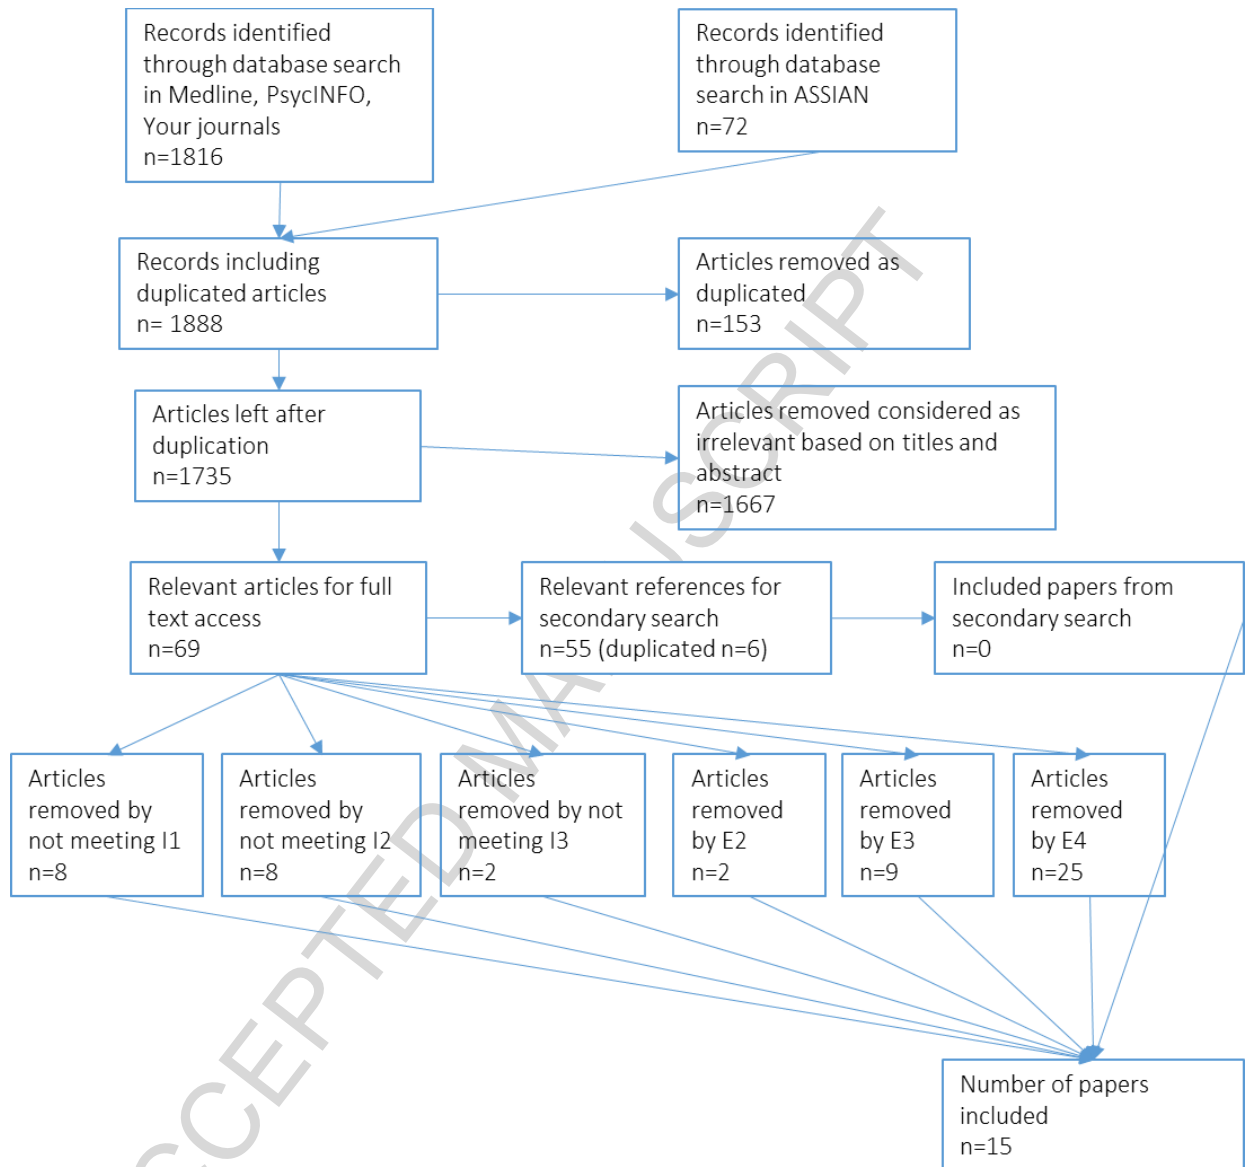 Records identified
through database search
in Medline, PsycINFO,
Your journals
n=1816
Records identified
through database
search in ASSIAN
n=72
Records including
duplicated articles
n= 1888
Articles removed as
duplicated
n=153
Articles left after
duplication
n=1735
Articles removed considered as
irrelevant based on titles and
abstract
n=1667
Relevant articles for full
text access
n=69
Relevant references for
secondary search
n=55 (duplicated n=6)
Included papers from
secondary search
n=0
Articles
removed by
not meeting I1
n=8
Articles
removed by
not meeting I2
n=8
Articles
removed by not
meeting I3
n=2
Articles
removed
by E2
n=2
Articles
removed
by E3
n=9
Articles
removed
by E4
n=25
Number of papers
included
n=15
CCEPTED MANUSCRIPT